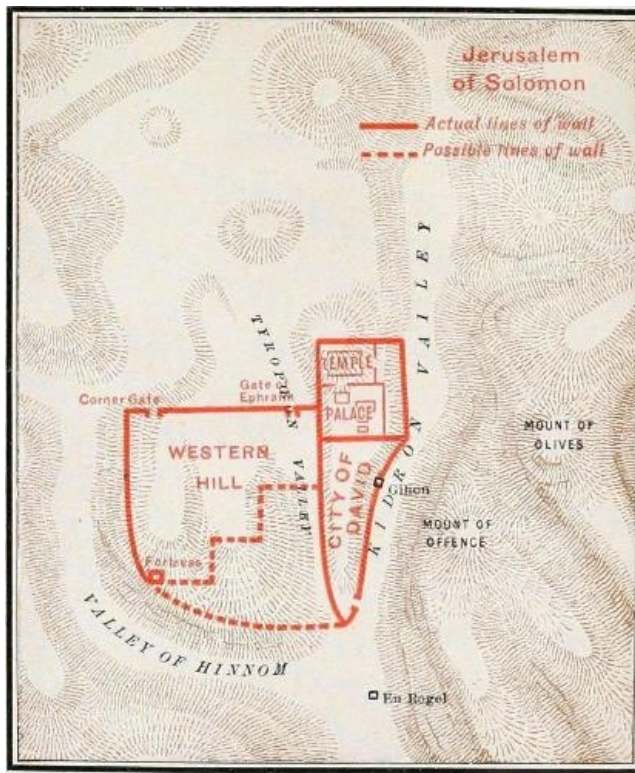 Jerusalem
of Solomon
Actual lines of wall
Possible lines of wall
KIDRON VALLEY
TYROPŒON VALLEY
TEMPLE
PALACE
Gate of
Ephraim
Corner Gate
WESTERN
HILL
CITY OF
DAVID
Gihon
MOUNT OF
OLIVES
MOUNT OF
OFFENCE
Fortress
VALLEY OF HINNOM
En Rogel